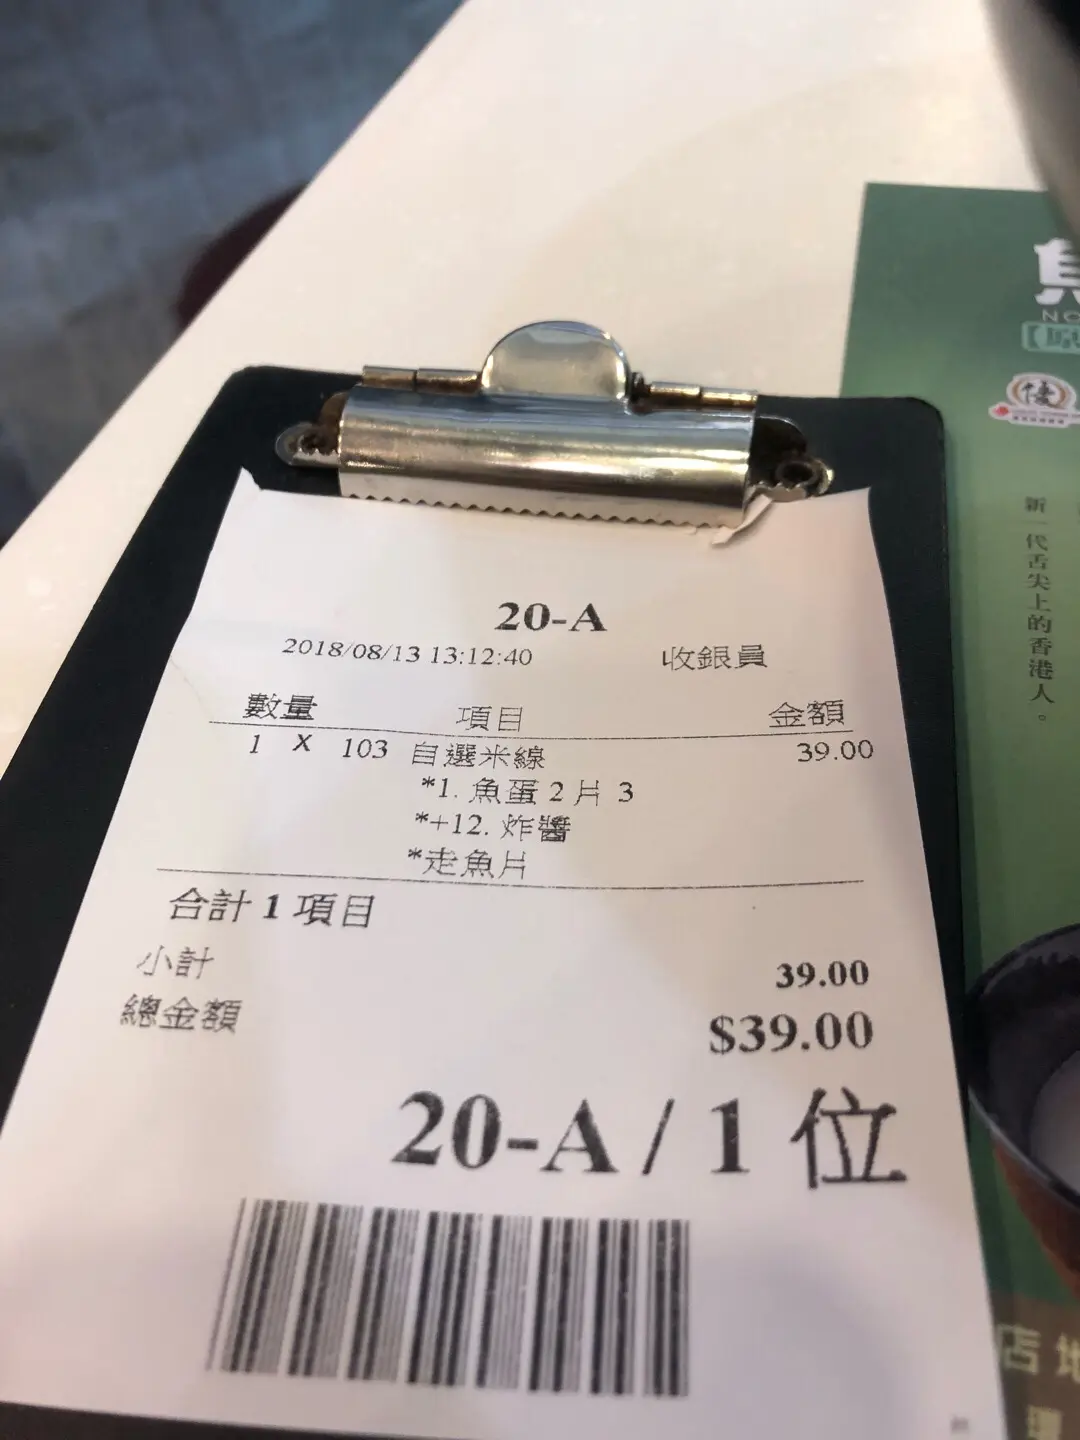 20-A
2018/08/13 13:12:40 收銀員
數量 項目 金額
1 X 103 自選米線 39.00
*1. 魚蛋 2 片 3
*+12. 炸醬
*走魚片
合計 1 項目
小計 39.00
總金額 $39.00
20-A / 1 位
新一代舌尖上的香港人。
優
店地